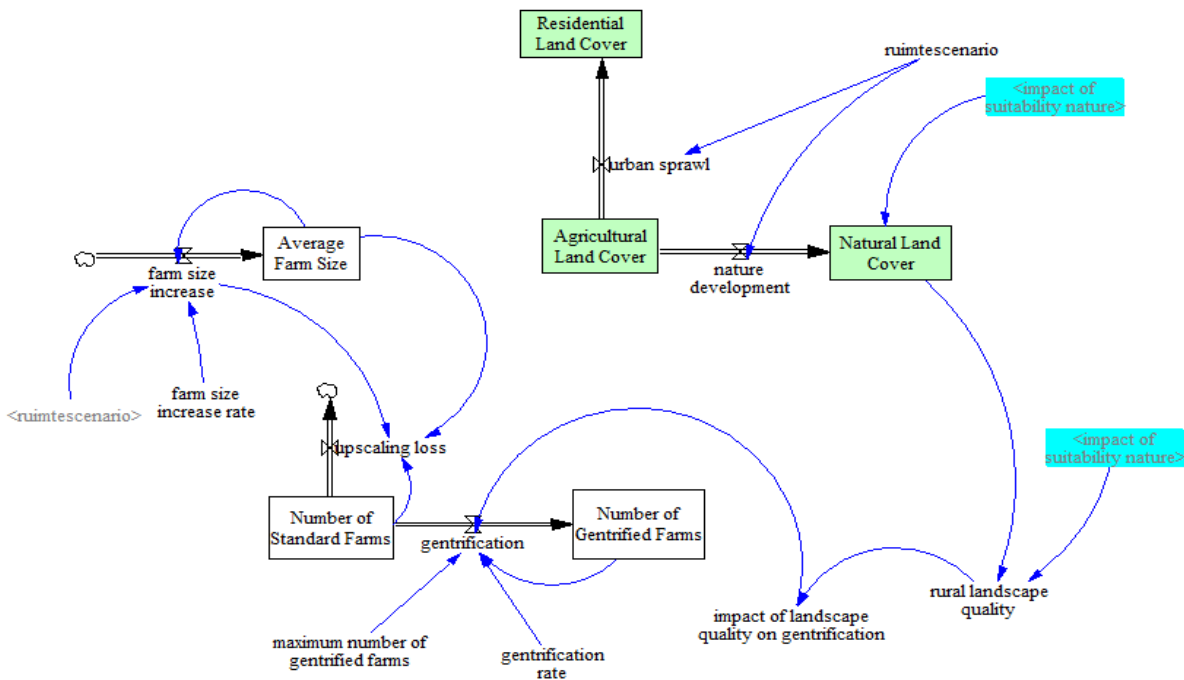 Residential
Land Cover
ruimtescenario
<impact of
suitability nature>
urban sprawl
Agricultural
Land Cover
nature
development
Natural Land
Cover
Average
Farm Size
farm size
increase
<ruimtescenario>
farm size
increase rate
upscaling loss
<impact of
suitability nature>
Number of
Standard Farms
gentrification
Number of
Gentrified Farms
rural landscape
quality
impact of landscape
quality on gentrification
maximum number of
gentrified farms
gentrification
rate